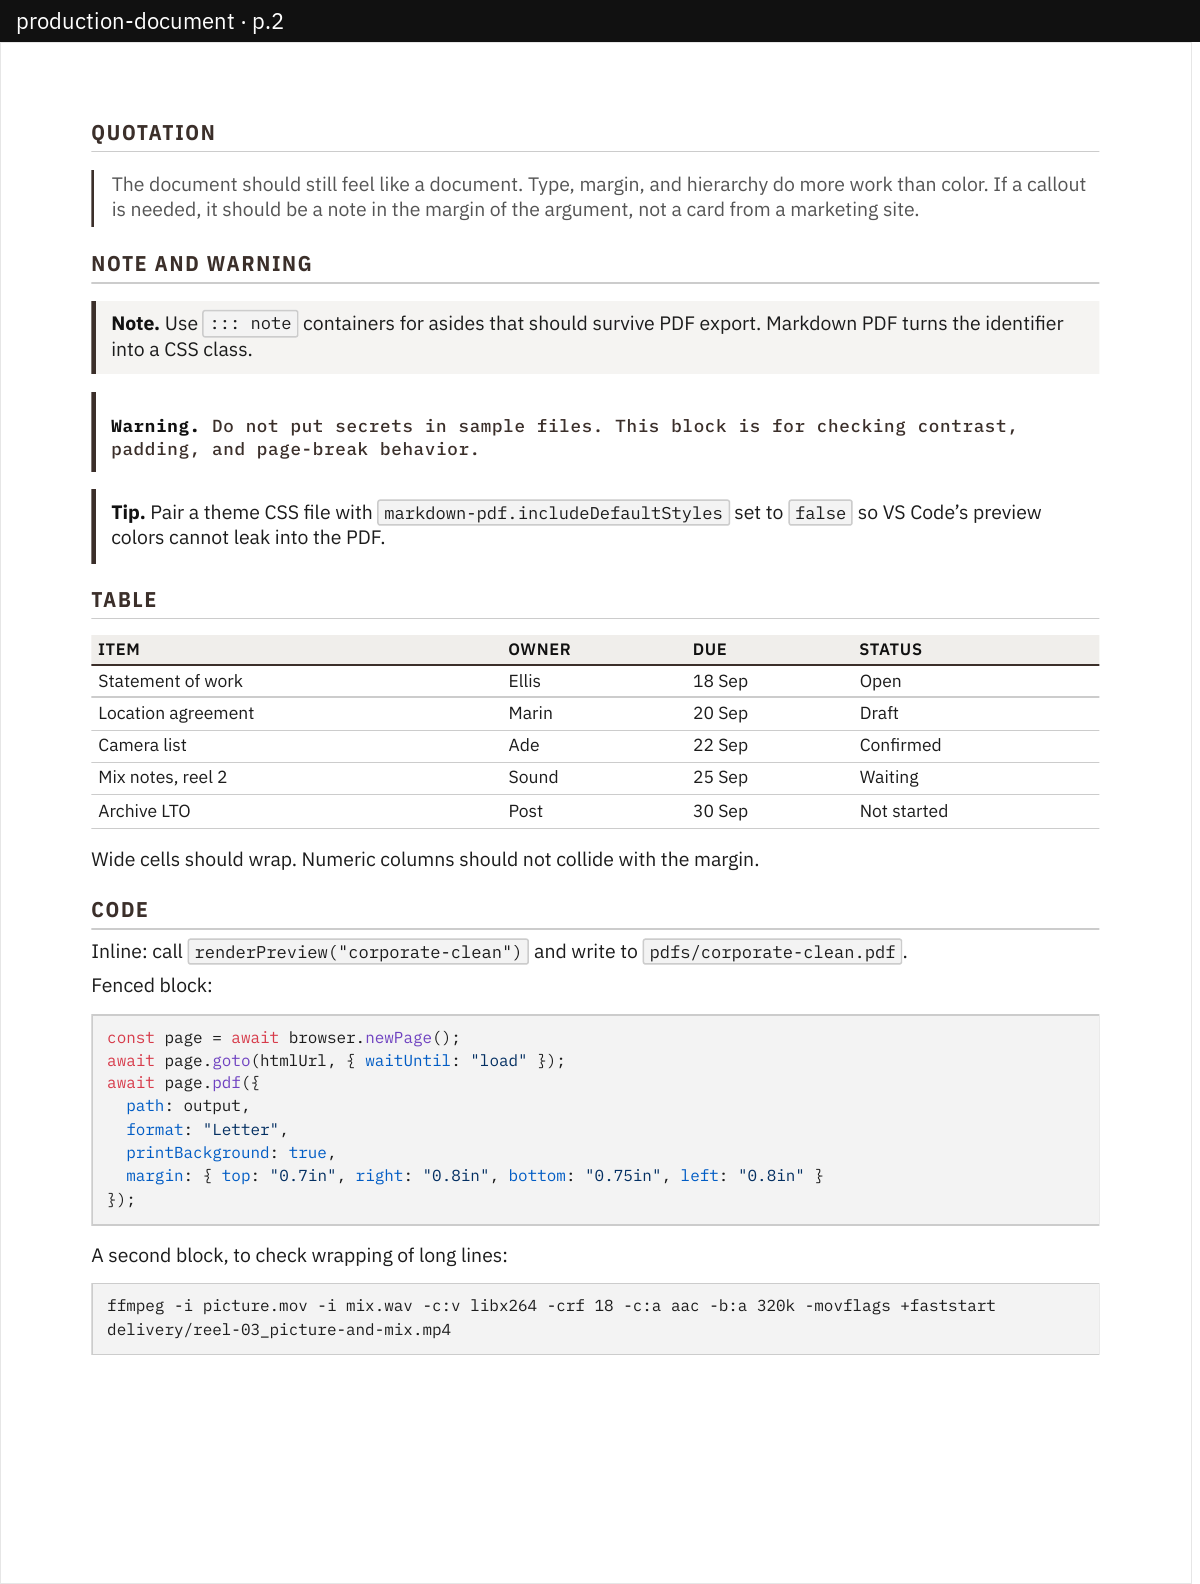 production-document · p.2
QUOTATION
The document should still feel like a document. Type, margin, and hierarchy do more work than color. If a callout
is needed, it should be a note in the margin of the argument, not a card from a marketing site.
NOTE AND WARNING
Note. Use ::: note containers for asides that should survive PDF export. Markdown PDF turns the identifier
into a CSS class.
Warning. Do not put secrets in sample files. This block is for checking contrast,
padding, and page-break behavior.
Tip. Pair a theme CSS file with markdown-pdf.includeDefaultStyles set to false so VS Code’s preview
colors cannot leak into the PDF.
TABLE
ITEM OWNER DUE STATUS
Statement of work Ellis 18 Sep Open
Location agreement Marin 20 Sep Draft
Camera list Ade 22 Sep Confirmed
Mix notes, reel 2 Sound 25 Sep Waiting
Archive LTO Post 30 Sep Not started
Wide cells should wrap. Numeric columns should not collide with the margin.
CODE
Inline: call renderPreview("corporate-clean") and write to pdfs/corporate-clean.pdf.
Fenced block:
const page = await browser.newPage();
await page.goto(htmlUrl, { waitUntil: "load" });
await page.pdf({
  path: output,
  format: "Letter",
  printBackground: true,
  margin: { top: "0.7in", right: "0.8in", bottom: "0.75in", left: "0.8in" }
});
A second block, to check wrapping of long lines:
ffmpeg -i picture.mov -i mix.wav -c:v libx264 -crf 18 -c:a aac -b:a 320k -movflags +faststart
delivery/reel-03_picture-and-mix.mp4